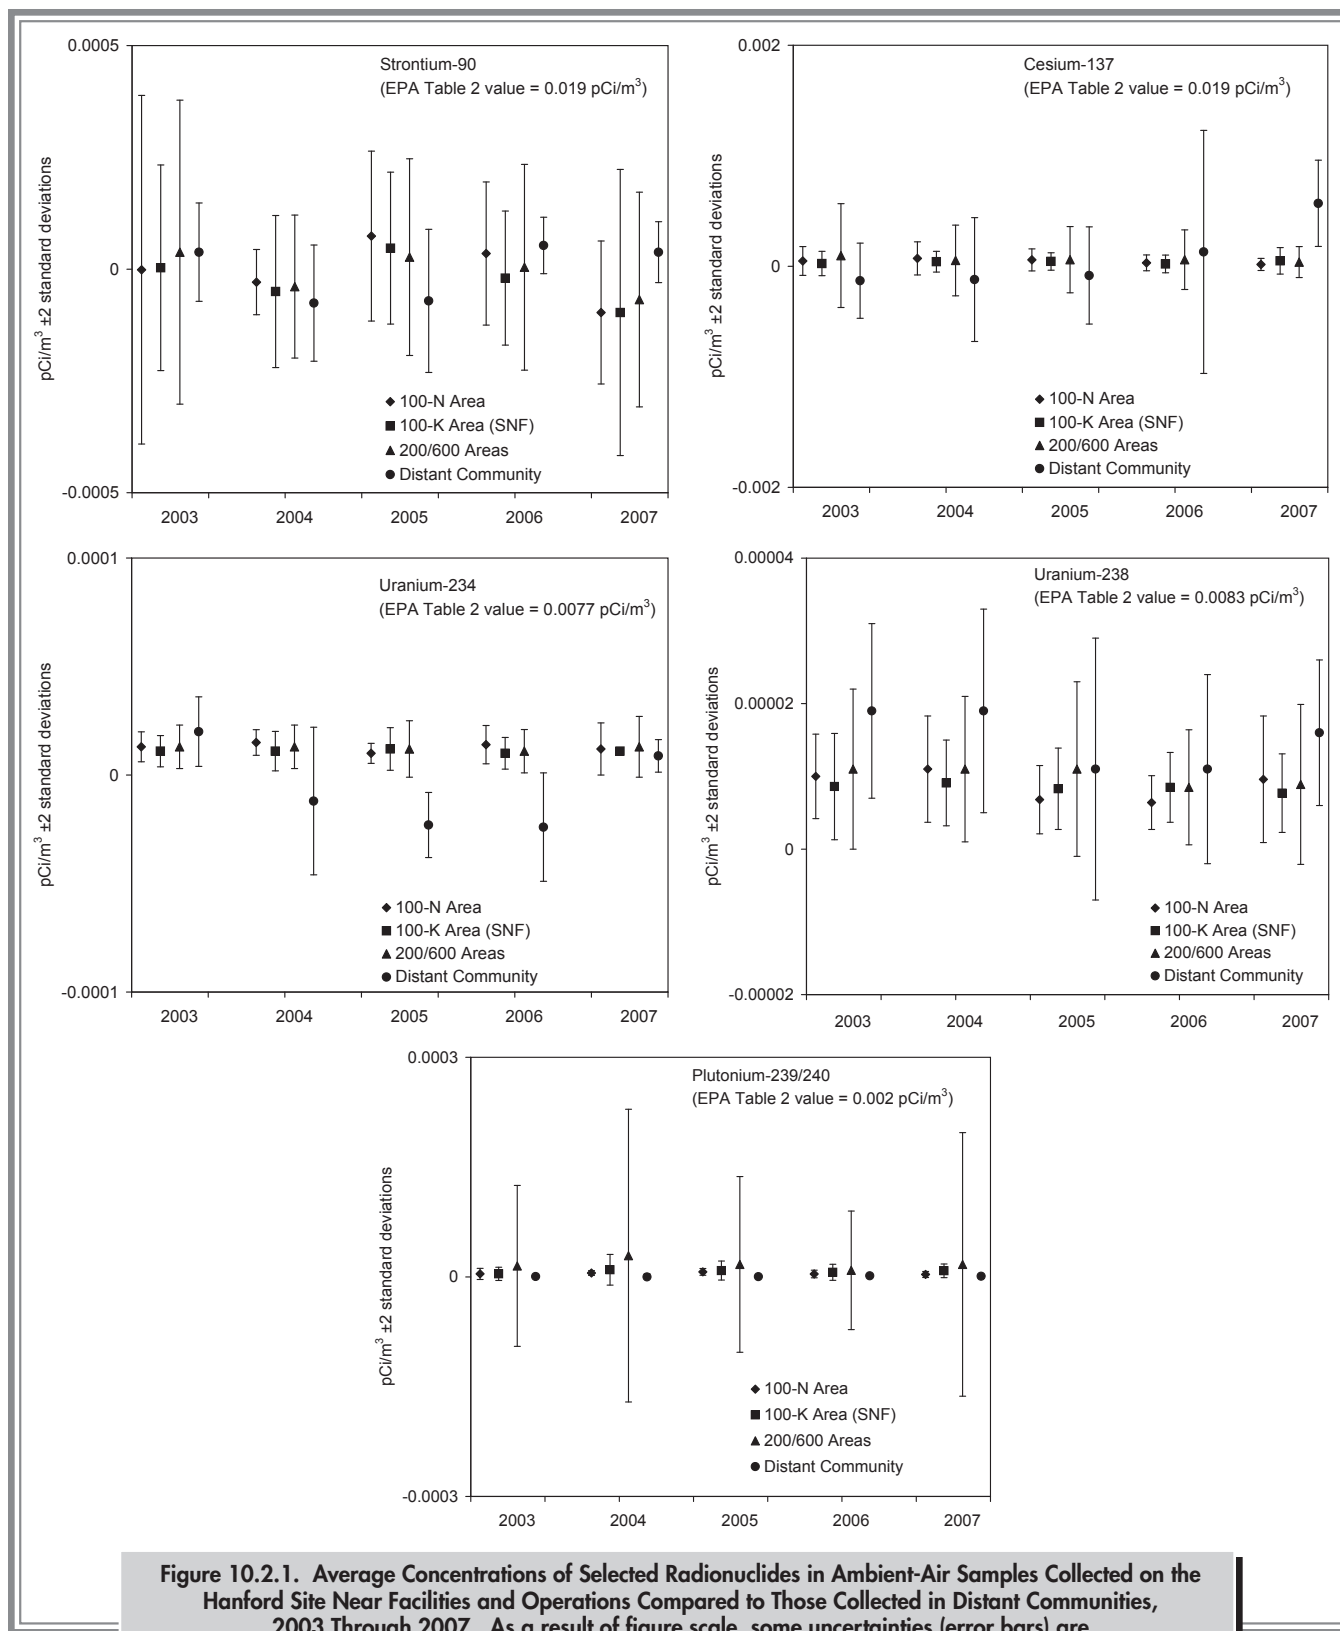 0.0005
0
-0.0005
pCi/m³ ±2 standard deviations
Strontium-90
(EPA Table 2 value = 0.019 pCi/m³)
100-N Area
100-K Area (SNF)
200/600 Areas
Distant Community
2003 2004 2005 2006 2007
0.002
0
-0.002
pCi/m³ ±2 standard deviations
Cesium-137
(EPA Table 2 value = 0.019 pCi/m³)
100-N Area
100-K Area (SNF)
200/600 Areas
Distant Community
2003 2004 2005 2006 2007
0.0001
0
-0.0001
pCi/m³ ±2 standard deviations
Uranium-234
(EPA Table 2 value = 0.0077 pCi/m³)
100-N Area
100-K Area (SNF)
200/600 Areas
Distant Community
2003 2004 2005 2006 2007
0.00004
0.00002
0
-0.00002
pCi/m³ ±2 standard deviations
Uranium-238
(EPA Table 2 value = 0.0083 pCi/m³)
100-N Area
100-K Area (SNF)
200/600 Areas
Distant Community
2003 2004 2005 2006 2007
0.0003
0
-0.0003
pCi/m³ ±2 standard deviations
Plutonium-239/240
(EPA Table 2 value = 0.002 pCi/m³)
100-N Area
100-K Area (SNF)
200/600 Areas
Distant Community
2003 2004 2005 2006 2007
Figure 10.2.1. Average Concentrations of Selected Radionuclides in Ambient-Air Samples Collected on the
Hanford Site Near Facilities and Operations Compared to Those Collected in Distant Communities,
2003 Through 2007. As a result of figure scale, some uncertainties (error bars) are